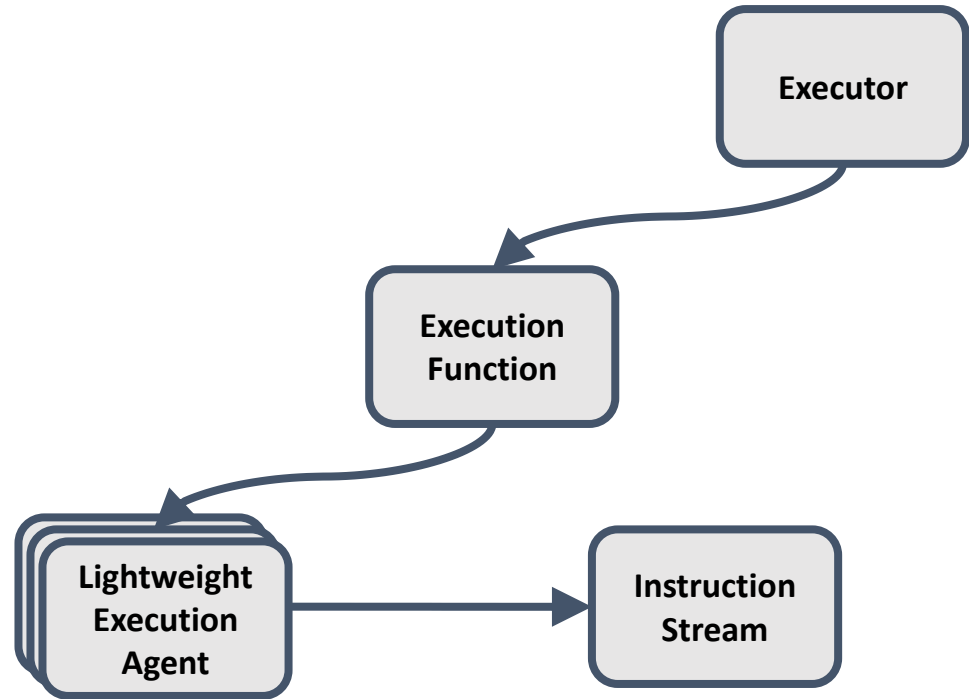 Executor
Execution
Function
Lightweight
Execution
Agent
Instruction
Stream